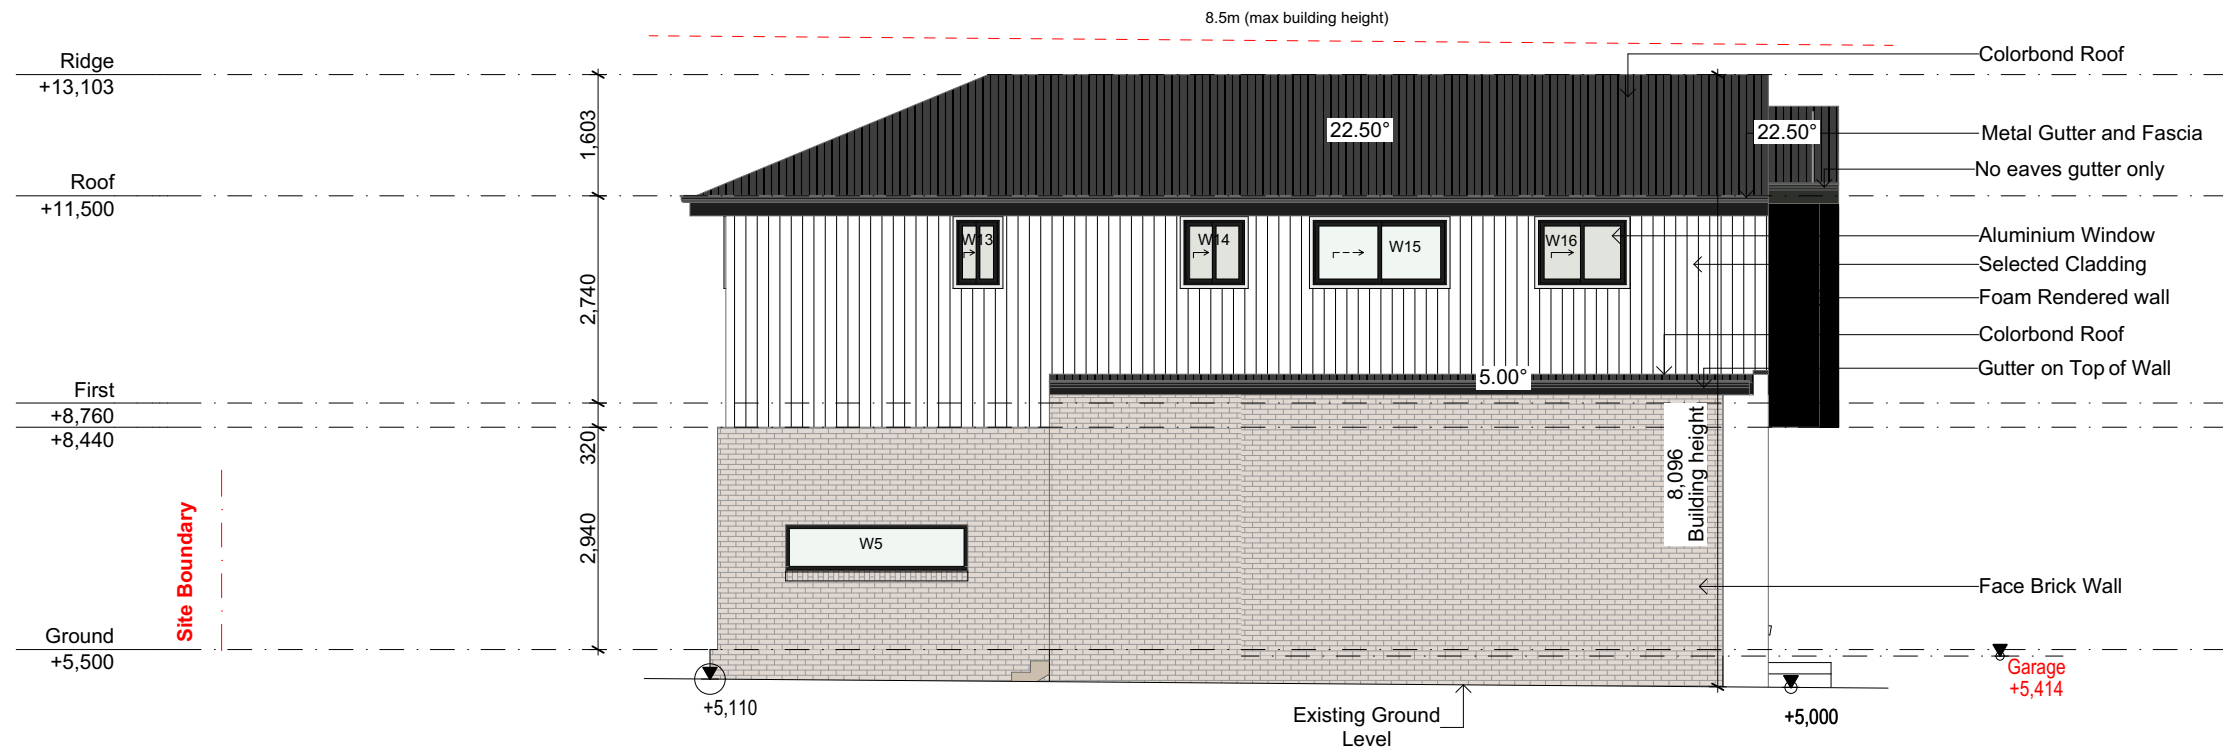 8.5m (max building height)
Ridge
+13,103
1,603
22.50°
22.50°
Colorbond Roof
Metal Gutter and Fascia
No eaves gutter only
Roof
+11,500
2,740
W13
W14
W15
W16
Aluminium Window
Selected Cladding
Foam Rendered wall
Colorbond Roof
Gutter on Top of Wall
5.00°
First
+8,760
+8,440
320
8,096
Building height
Site Boundary
2,940
W5
Face Brick Wall
Ground
+5,500
Garage
+5,414
+5,110
Existing Ground
Level
+5,000